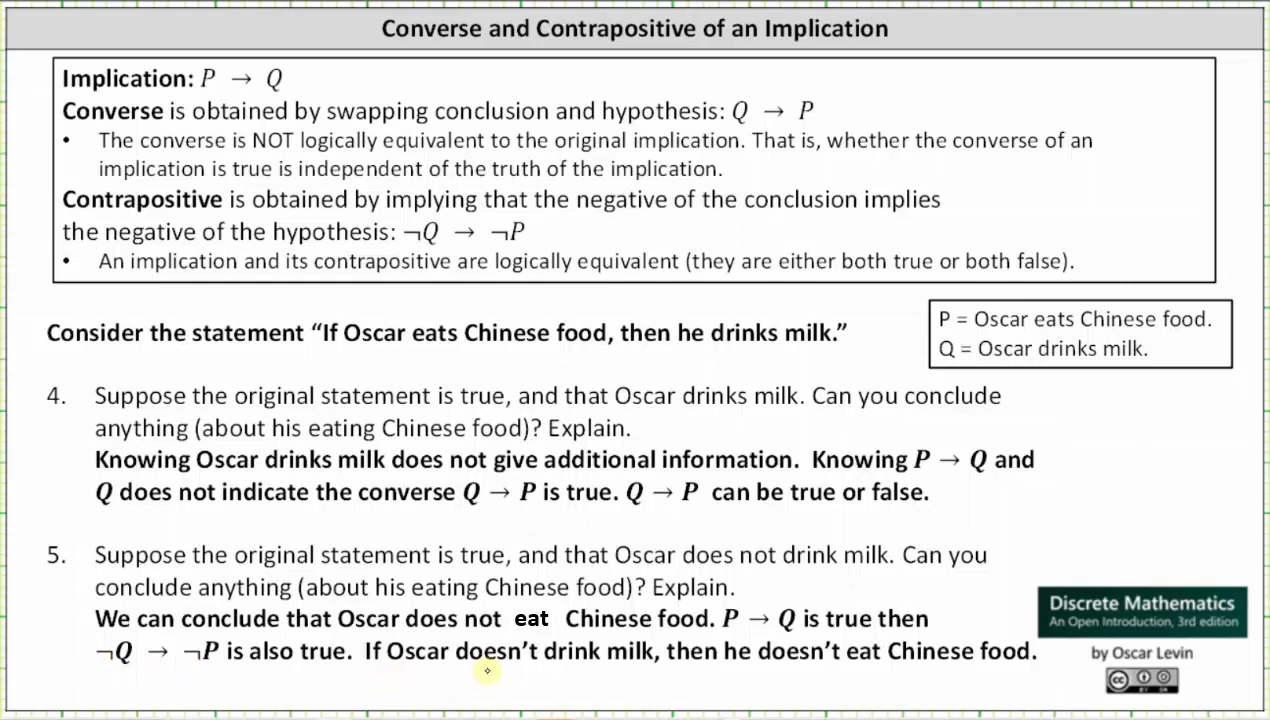 Converse and Contrapositive of an Implication
Implication: P → Q
Converse is obtained by swapping conclusion and hypothesis: Q → P
• The converse is NOT logically equivalent to the original implication. That is, whether the converse of an
implication is true is independent of the truth of the implication.
Contrapositive is obtained by implying that the negative of the conclusion implies
the negative of the hypothesis: ¬Q → ¬P
• An implication and its contrapositive are logically equivalent (they are either both true or both false).
Consider the statement “If Oscar eats Chinese food, then he drinks milk.”
P = Oscar eats Chinese food.
Q = Oscar drinks milk.
4. Suppose the original statement is true, and that Oscar drinks milk. Can you conclude
anything (about his eating Chinese food)? Explain.
Knowing Oscar drinks milk does not give additional information. Knowing P → Q and
Q does not indicate the converse Q → P is true. Q → P can be true or false.
5. Suppose the original statement is true, and that Oscar does not drink milk. Can you
conclude anything (about his eating Chinese food)? Explain.
We can conclude that Oscar does not eat Chinese food. P → Q is true then
¬Q → ¬P is also true. If Oscar doesn’t drink milk, then he doesn’t eat Chinese food.
Discrete Mathematics
An Open Introduction, 3rd edition
by Oscar Levin
cc
BY SA